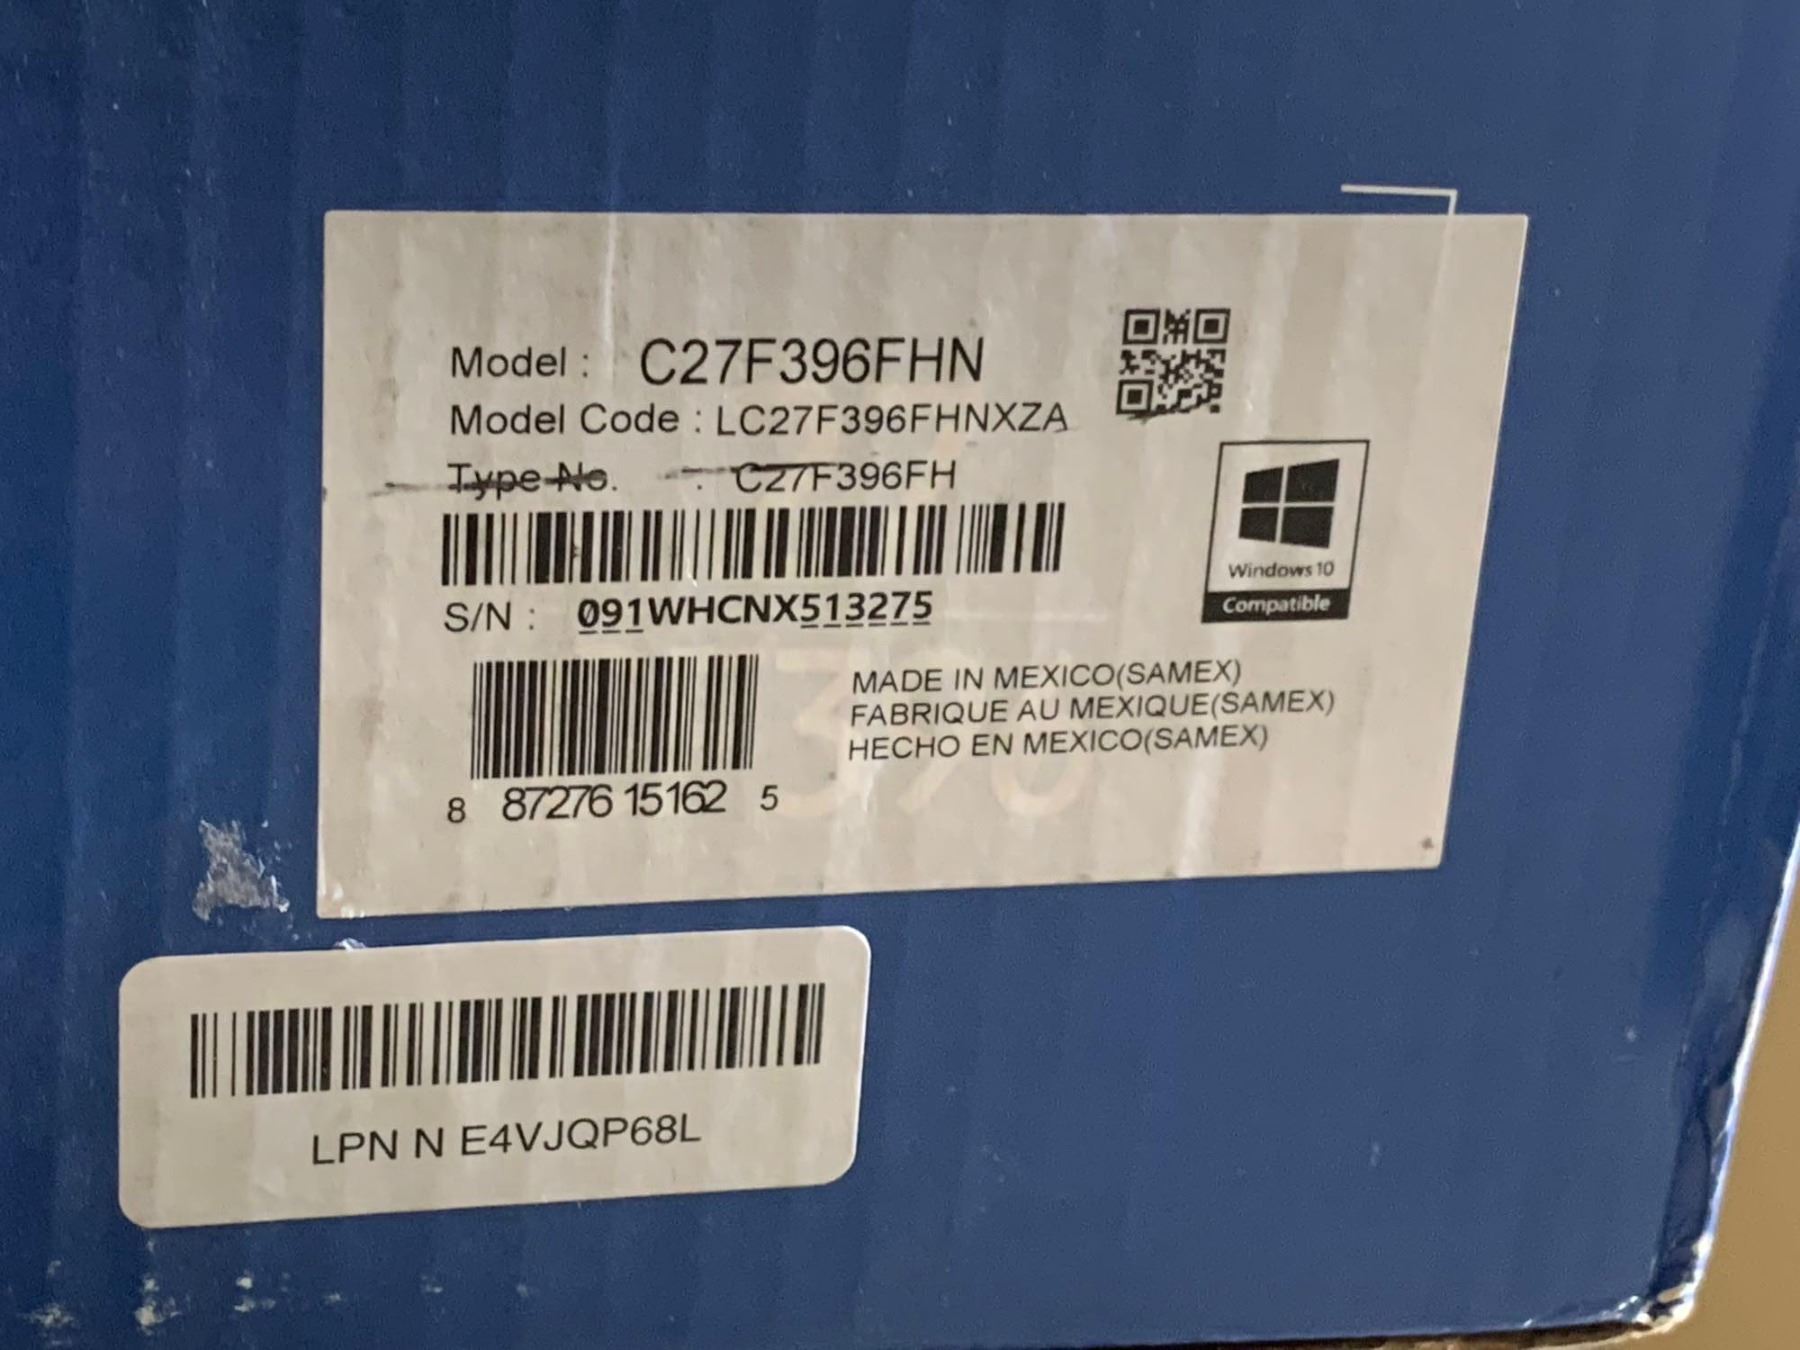 Model : C27F396FHN
Model Code : LC27F396FHNXZA
Type No. : C27F396FH
S/N : 091WHCNX513275
Windows 10
Compatible
MADE IN MEXICO(SAMEX)
FABRIQUE AU MEXIQUE(SAMEX)
HECHO EN MEXICO(SAMEX)
8 87276 15162 5
LPN N E4VJQP68L